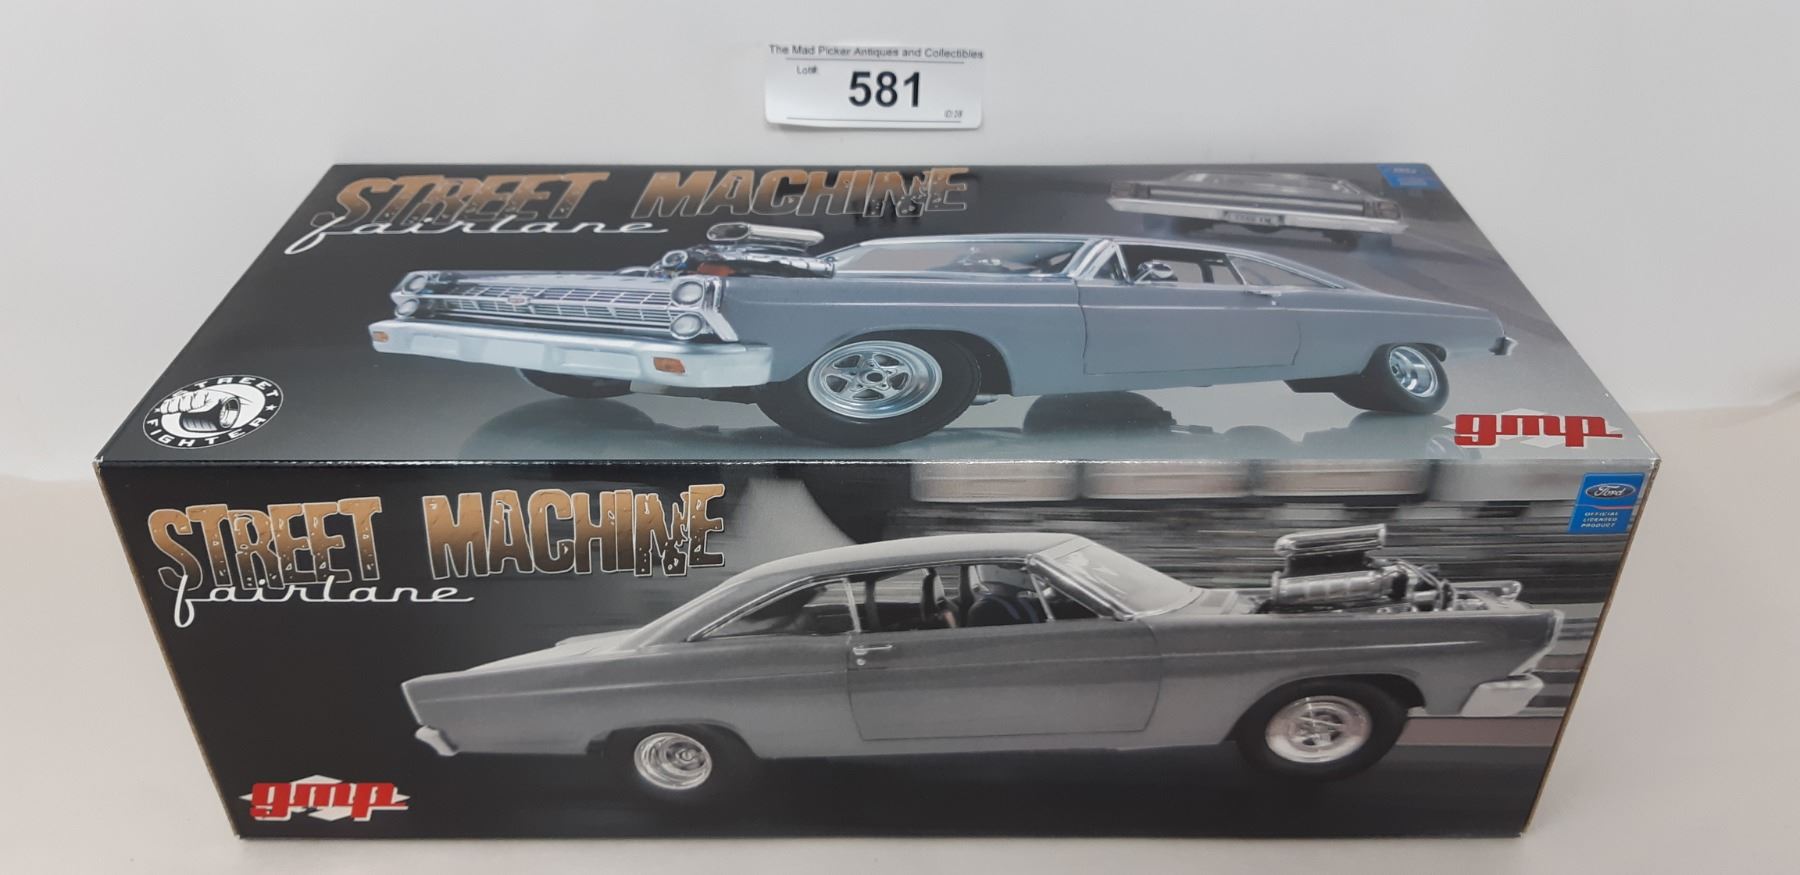 The Mad Picker Antiques and Collectibles
Lot#:
581
STREET MACHINE
fairlane
STREET
FIGHTER
gmp
STREET MACHINE
fairlane
Ford
OFFICIAL
LICENSED
PRODUCT
gmp